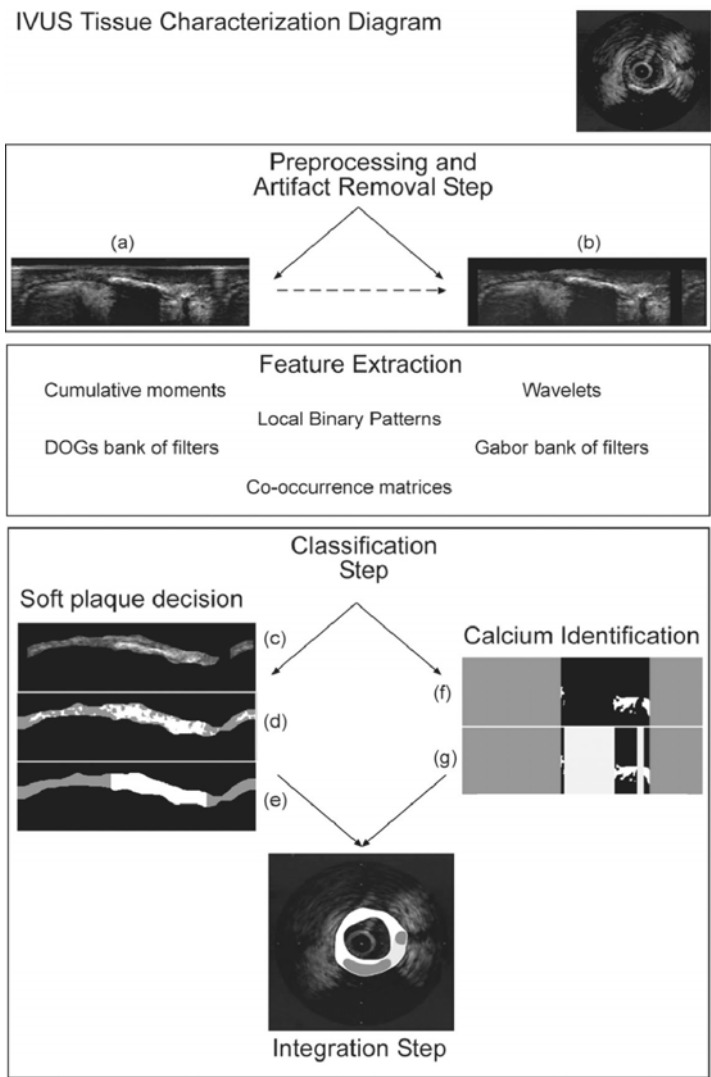 IVUS Tissue Characterization Diagram
Preprocessing and
Artifact Removal Step
(a)
(b)
Feature Extraction
Cumulative moments
Wavelets
Local Binary Patterns
DOGs bank of filters
Gabor bank of filters
Co-occurrence matrices
Classification
Step
Soft plaque decision
Calcium Identification
(c)
(d)
(e)
(f)
(g)
Integration Step